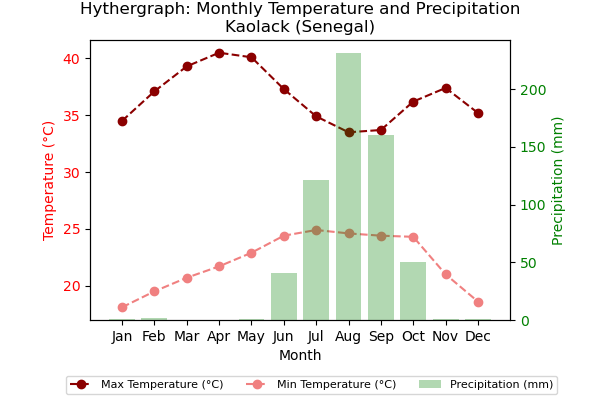 Hythergraph: Monthly Temperature and Precipitation
Kaolack (Senegal)
Temperature (°C)
40
35
30
25
20
200
150
100
50
0
Precipitation (mm)
Jan Feb Mar Apr May Jun Jul Aug Sep Oct Nov Dec
Month
Max Temperature (°C) Min Temperature (°C) Precipitation (mm)